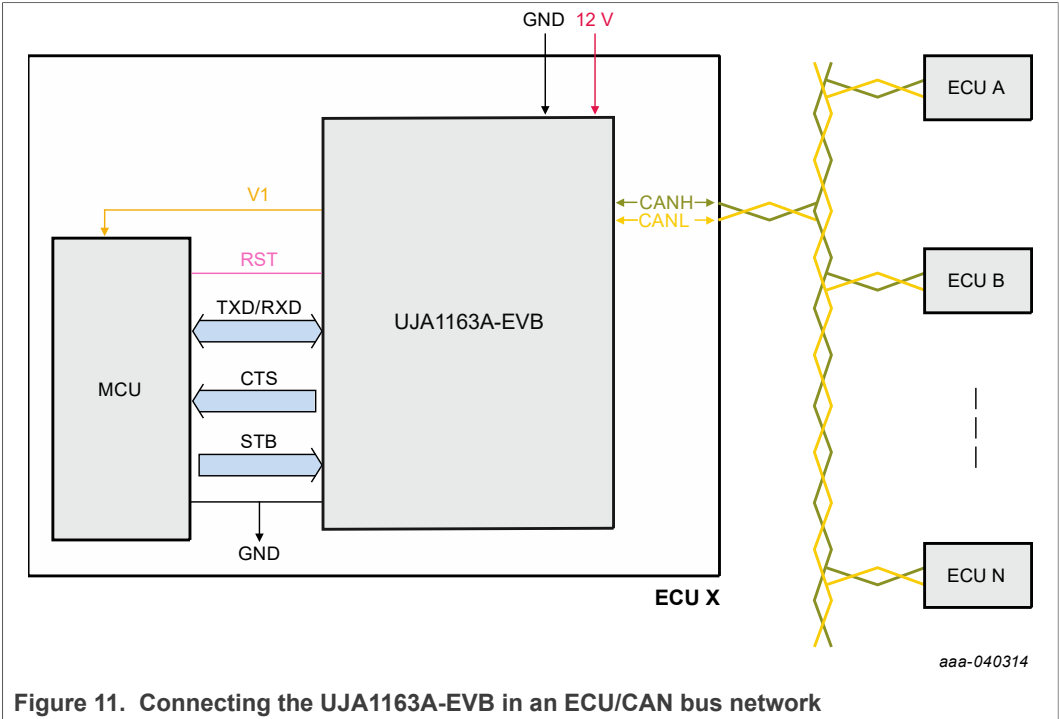 GND 12 V
ECU A
V1
CANH
CANL
RST
ECU B
TXD/RXD
UJA1163A-EVB
MCU
CTS
STB
GND
ECU N
ECU X
aaa-040314
Figure 11. Connecting the UJA1163A-EVB in an ECU/CAN bus network